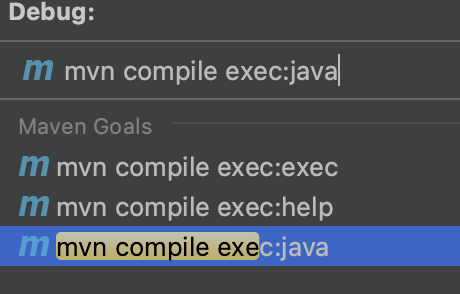 Debug:
m mvn compile exec:java
Maven Goals
m mvn compile exec:exec
m mvn compile exec:help
m mvn compile exec:java